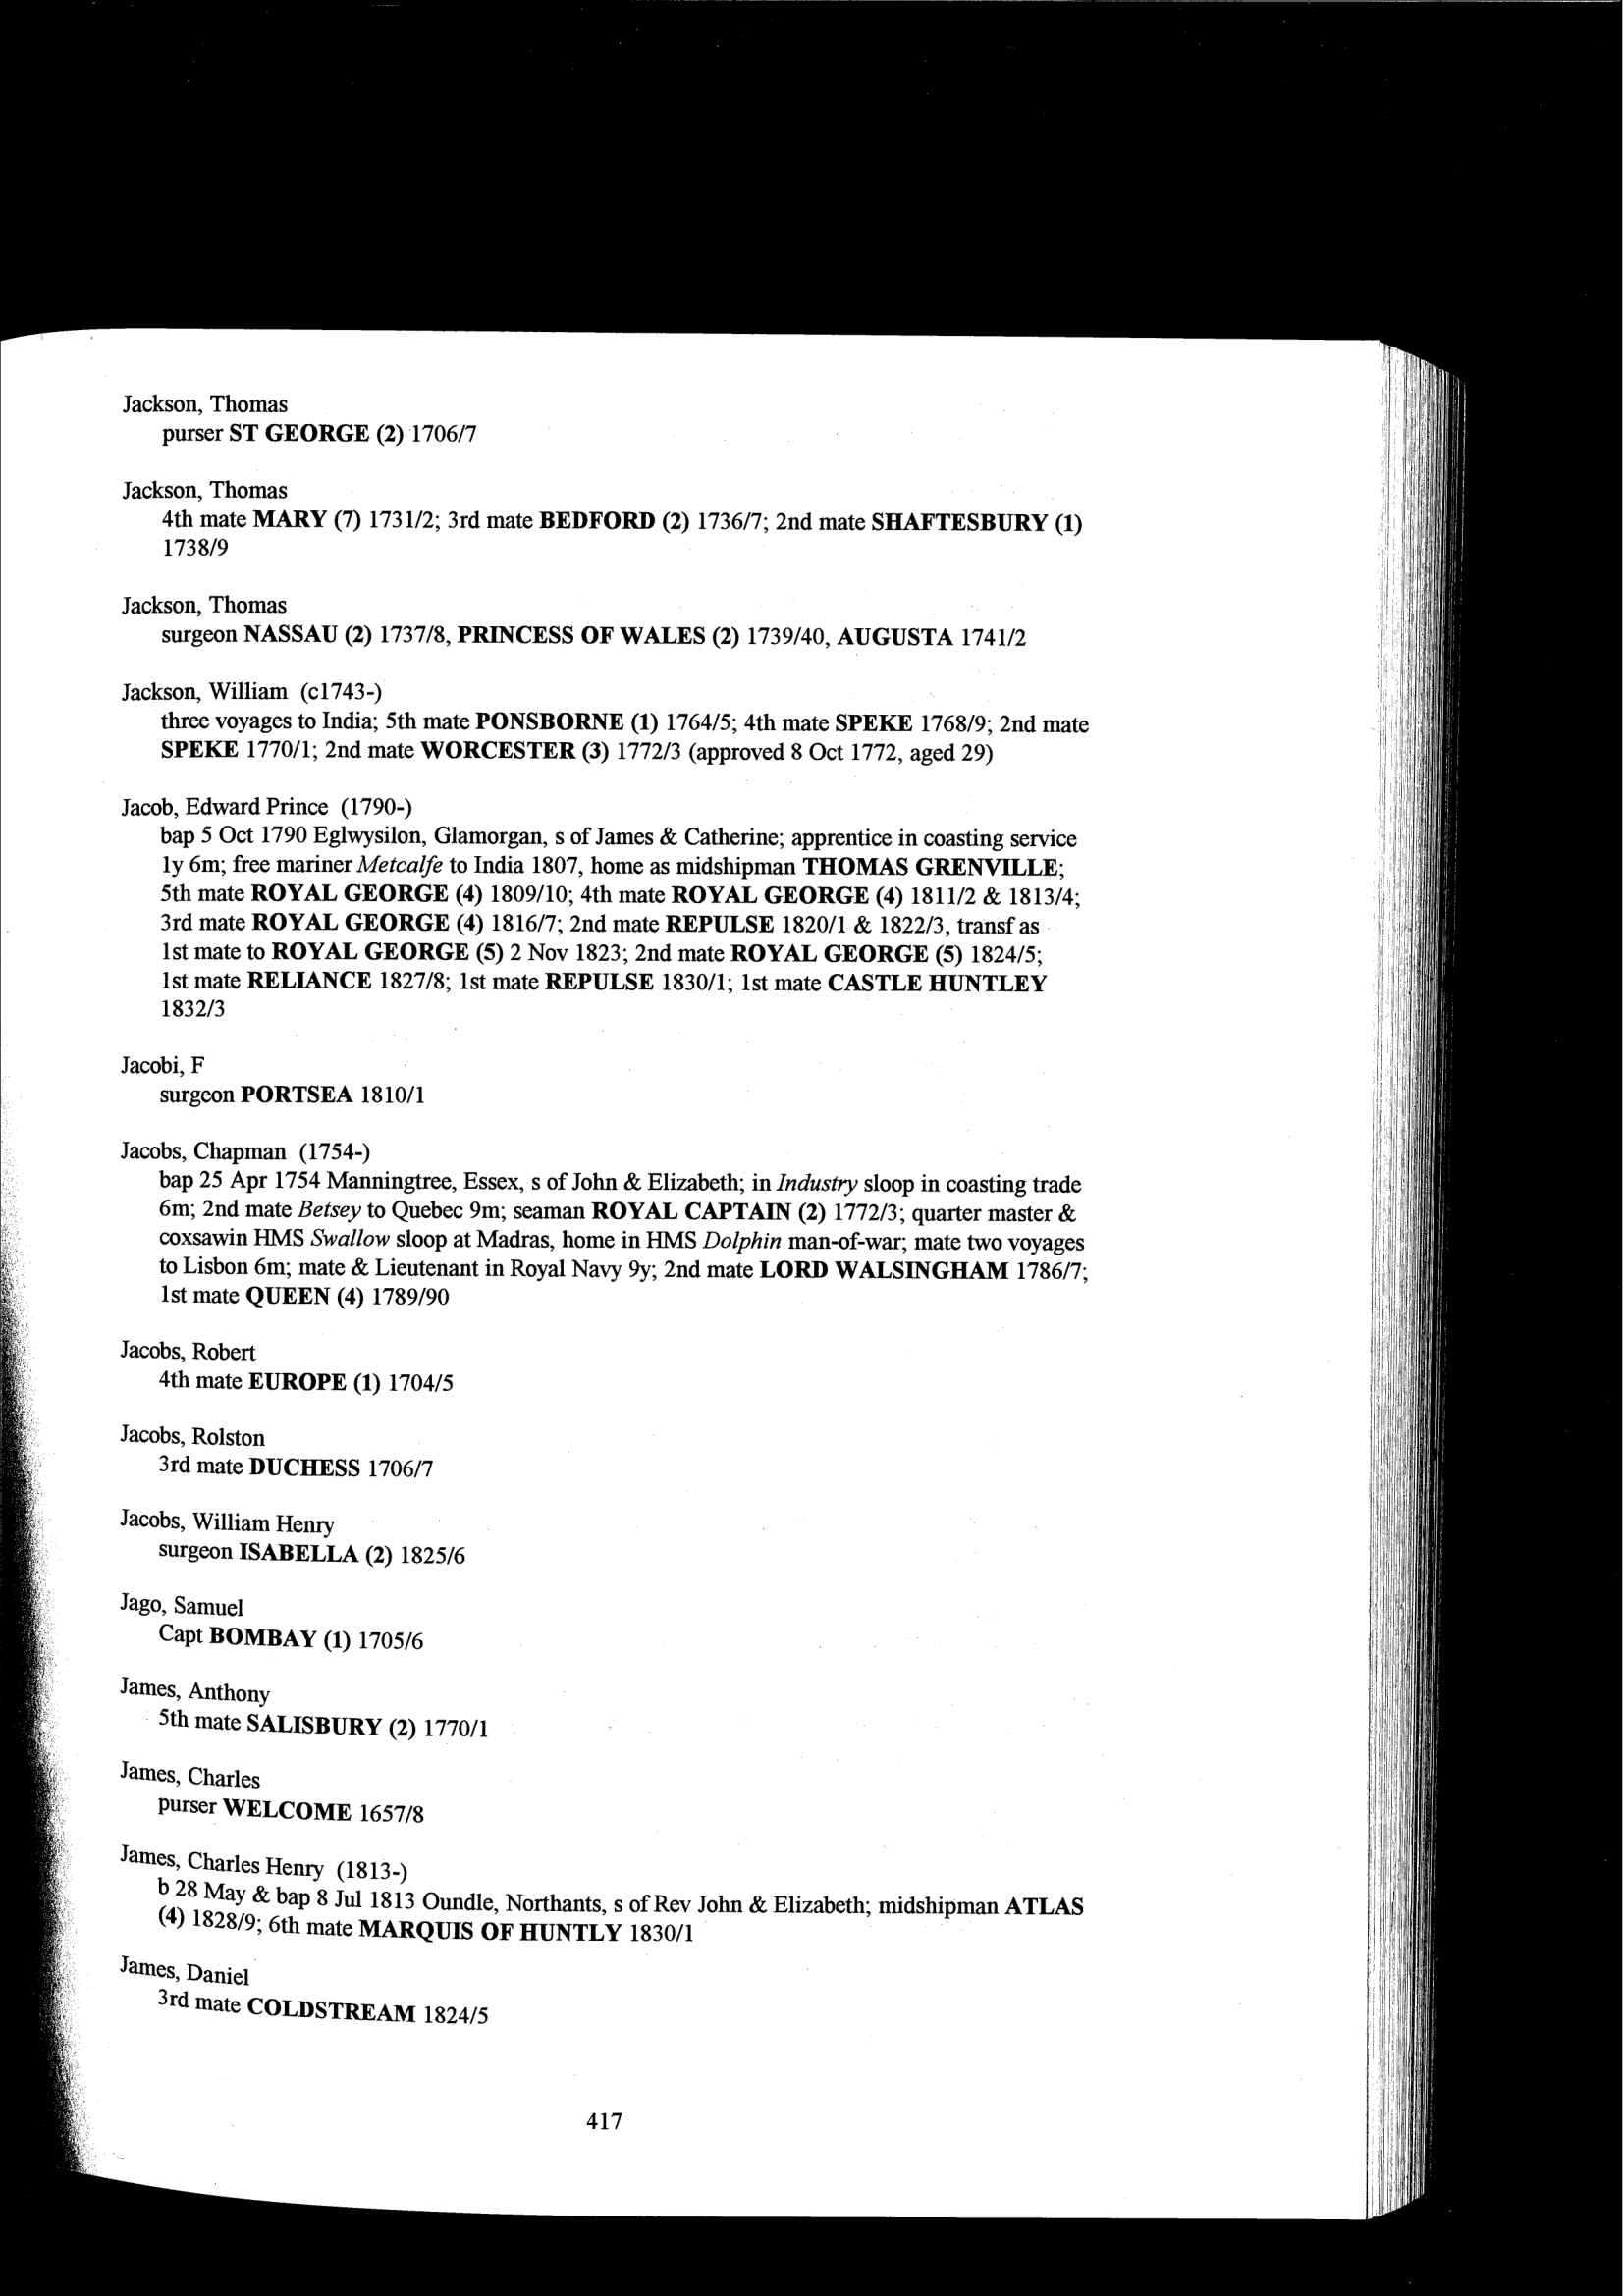 Jackson, Thomas
purser ST GEORGE (2) 1706/7
Jackson, Thomas
4th mate MARY (7) 1731/2; 3rd mate BEDFORD (2) 1736/7; 2nd mate SHAFTESBURY (1)
1738/9
Jackson, Thomas
surgeon NASSAU (2) 1737/8, PRINCESS OF WALES (2) 1739/40, AUGUSTA 1741/2
Jackson, William (c1743-)
three voyages to India; 5th mate PONSBORNE (1) 1764/5; 4th mate SPEKE 1768/9; 2nd mate
SPEKE 1770/1; 2nd mate WORCESTER (3) 1772/3 (approved 8 Oct 1772, aged 29)
Jacob, Edward Prince (1790-)
bap 5 Oct 1790 Eglwysilon, Glamorgan, s of James & Catherine; apprentice in coasting service
1y 6m; free mariner Metcalfe to India 1807, home as midshipman THOMAS GRENVILLE;
5th mate ROYAL GEORGE (4) 1809/10; 4th mate ROYAL GEORGE (4) 1811/2 & 1813/4;
3rd mate ROYAL GEORGE (4) 1816/7; 2nd mate REPULSE 1820/1 & 1822/3, transf as
1st mate to ROYAL GEORGE (5) 2 Nov 1823; 2nd mate ROYAL GEORGE (5) 1824/5;
1st mate RELIANCE 1827/8; 1st mate REPULSE 1830/1; 1st mate CASTLE HUNTLEY
1832/3
Jacobi, F
surgeon PORTSEA 1810/1
Jacobs, Chapman (1754-)
bap 25 Apr 1754 Manningtree, Essex, s of John & Elizabeth; in Industry sloop in coasting trade
6m; 2nd mate Betsey to Quebec 9m; seaman ROYAL CAPTAIN (2) 1772/3; quarter master &
coxsawin HMS Swallow sloop at Madras, home in HMS Dolphin man-of-war; mate two voyages
to Lisbon 6m; mate & Lieutenant in Royal Navy 9y; 2nd mate LORD WALSINGHAM 1786/7;
1st mate QUEEN (4) 1789/90
Jacobs, Robert
4th mate EUROPE (1) 1704/5
Jacobs, Rolston
3rd mate DUCHESS 1706/7
Jacobs, William Henry
surgeon ISABELLA (2) 1825/6
Jago, Samuel
Capt BOMBAY (1) 1705/6
James, Anthony
5th mate SALISBURY (2) 1770/1
James, Charles
purser WELCOME 1657/8
James, Charles Henry (1813-)
b 28 May & bap 8 Jul 1813 Oundle, Northants, s of Rev John & Elizabeth; midshipman ATLAS
(4) 1828/9; 6th mate MARQUIS OF HUNTLY 1830/1
James, Daniel
3rd mate COLDSTREAM 1824/5
417